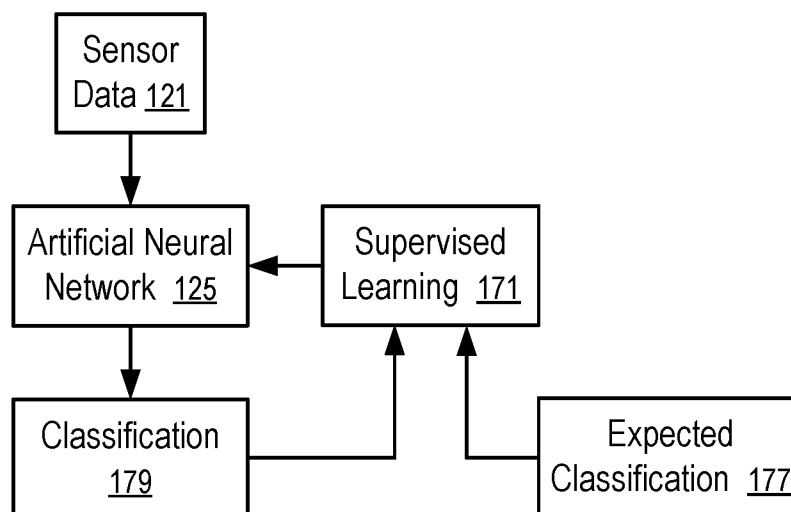 Sensor
Data 121
Artificial Neural
Network 125
Supervised
Learning 171
Classification
179
Expected
Classification 177